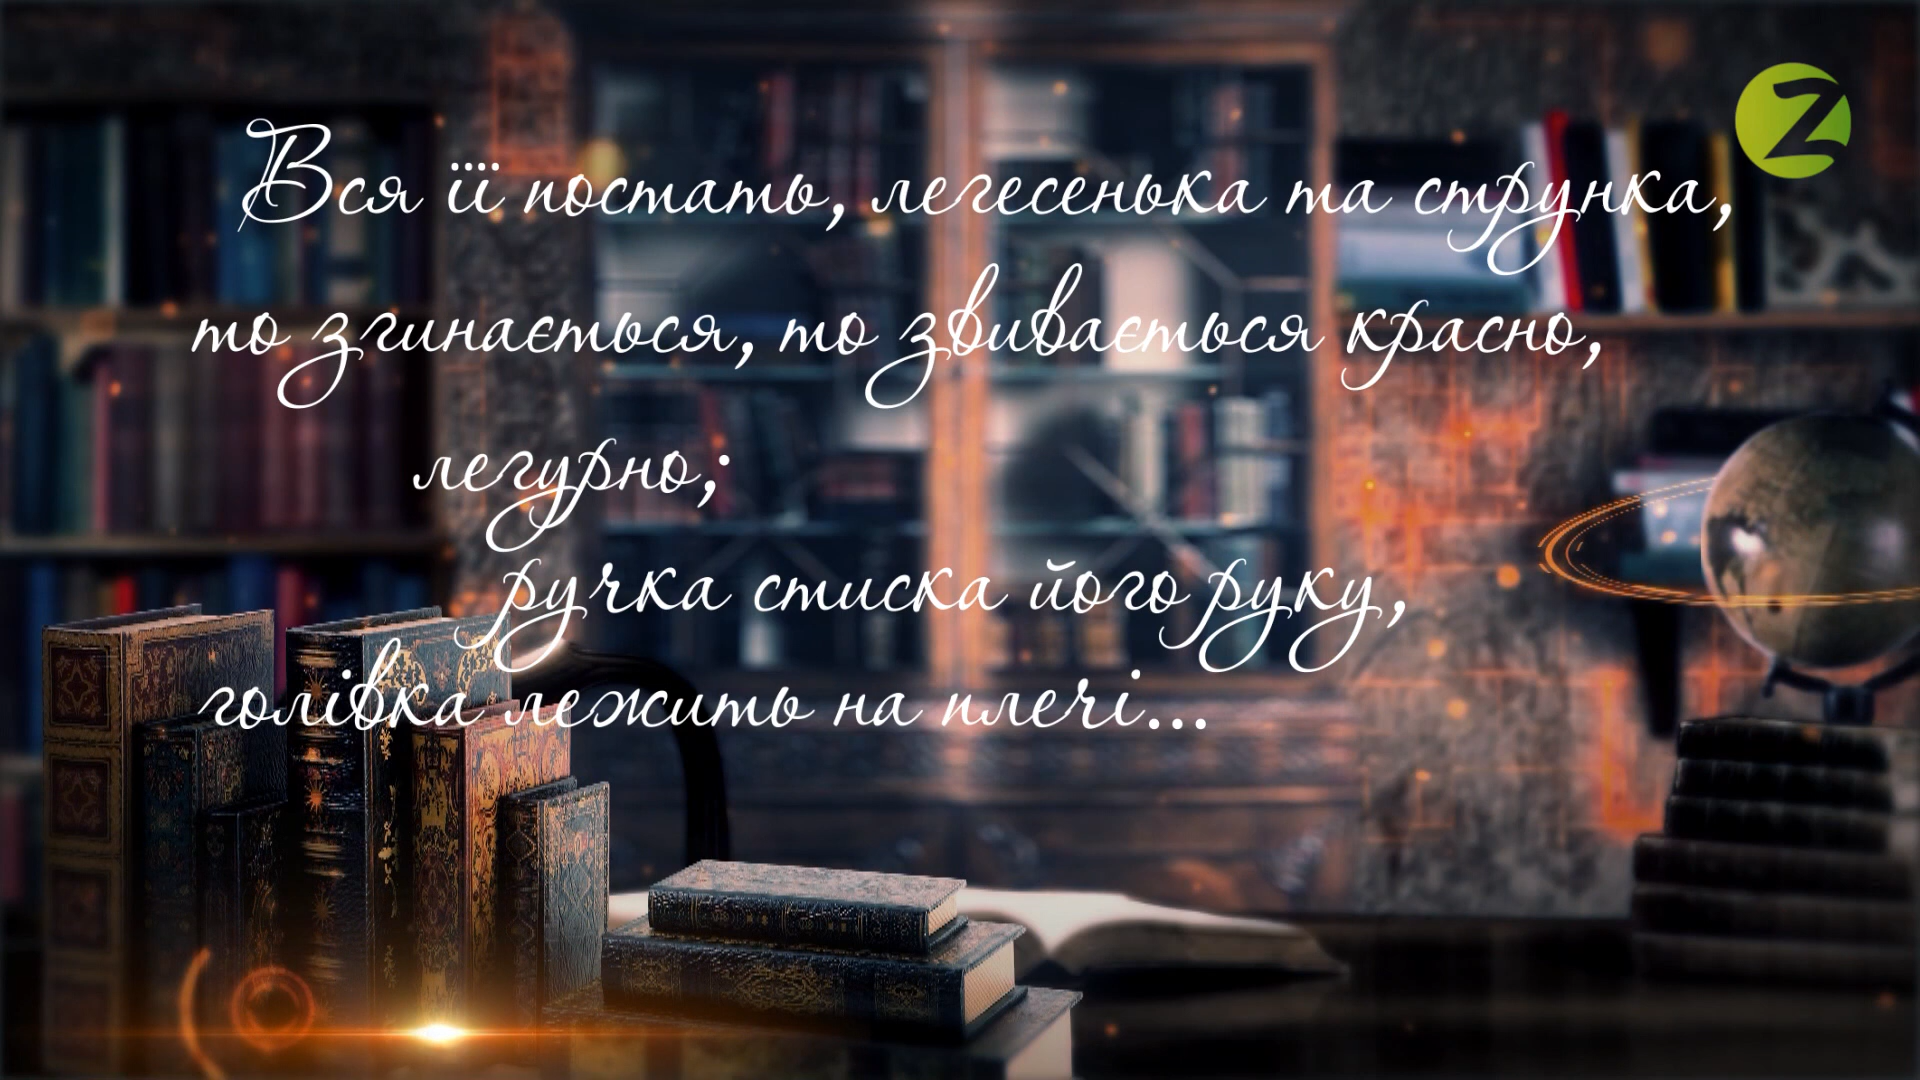 Вся її постать, легесенька та струнка,
то згинається, то звивається красно,
легурно;
ручка стиска його руку,
голівка лежить на плечі...
Z